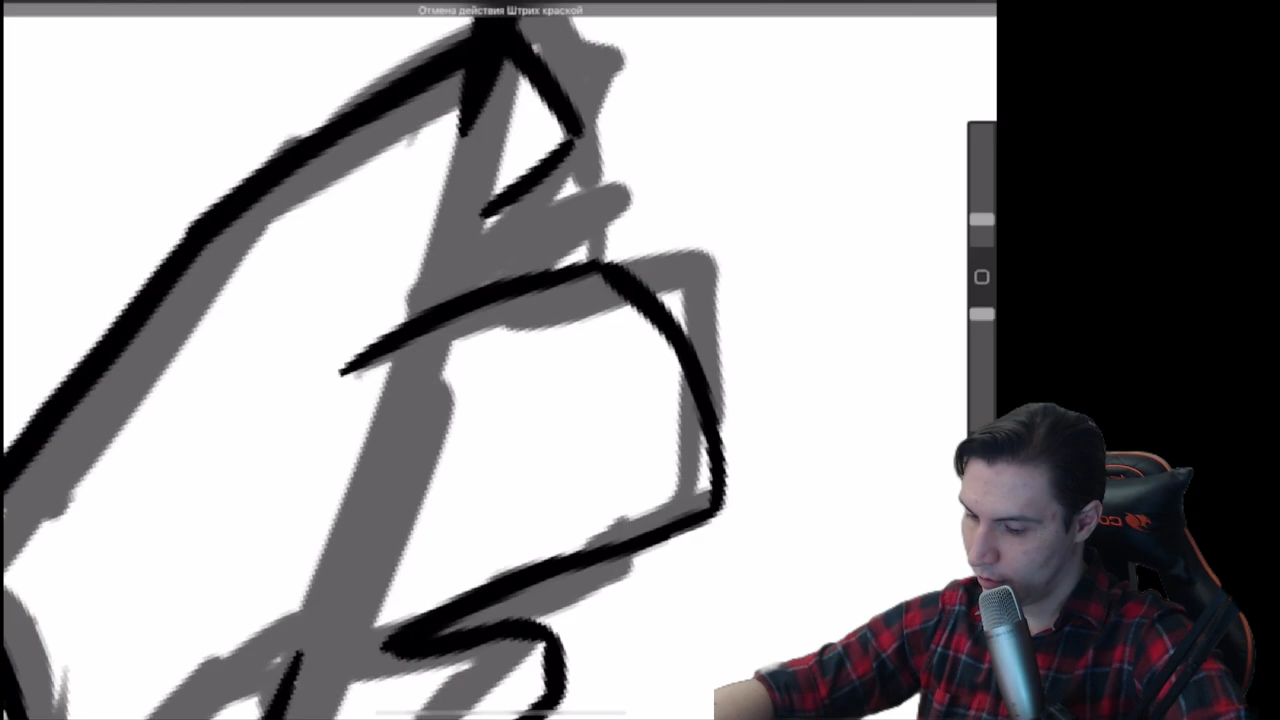 Отмена действия Штрих краской